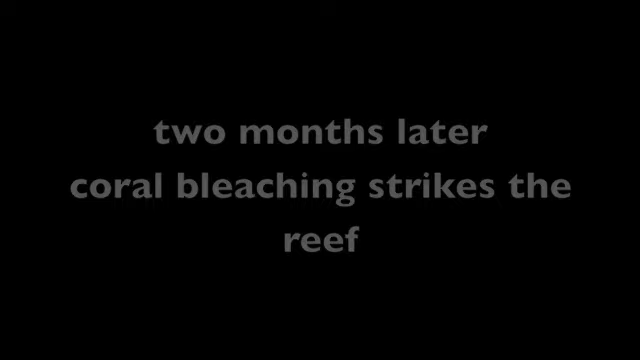 two months later
coral bleaching strikes the
reef